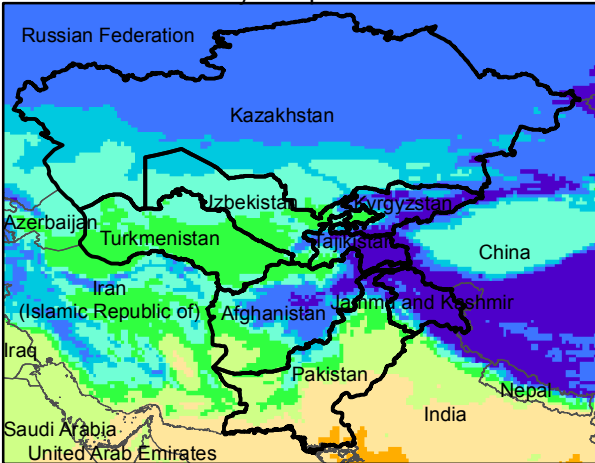 Russian Federation
Kazakhstan
Izbekistan
Kyrgyzstan
Azerbaijan
Turkmenistan
Tajikistan
China
Iran
(Islamic Republic of)
Afghanistan
Jammu and Kashmir
Iraq
Pakistan
Nepal
India
Saudi Arabia
United Arab Emirates